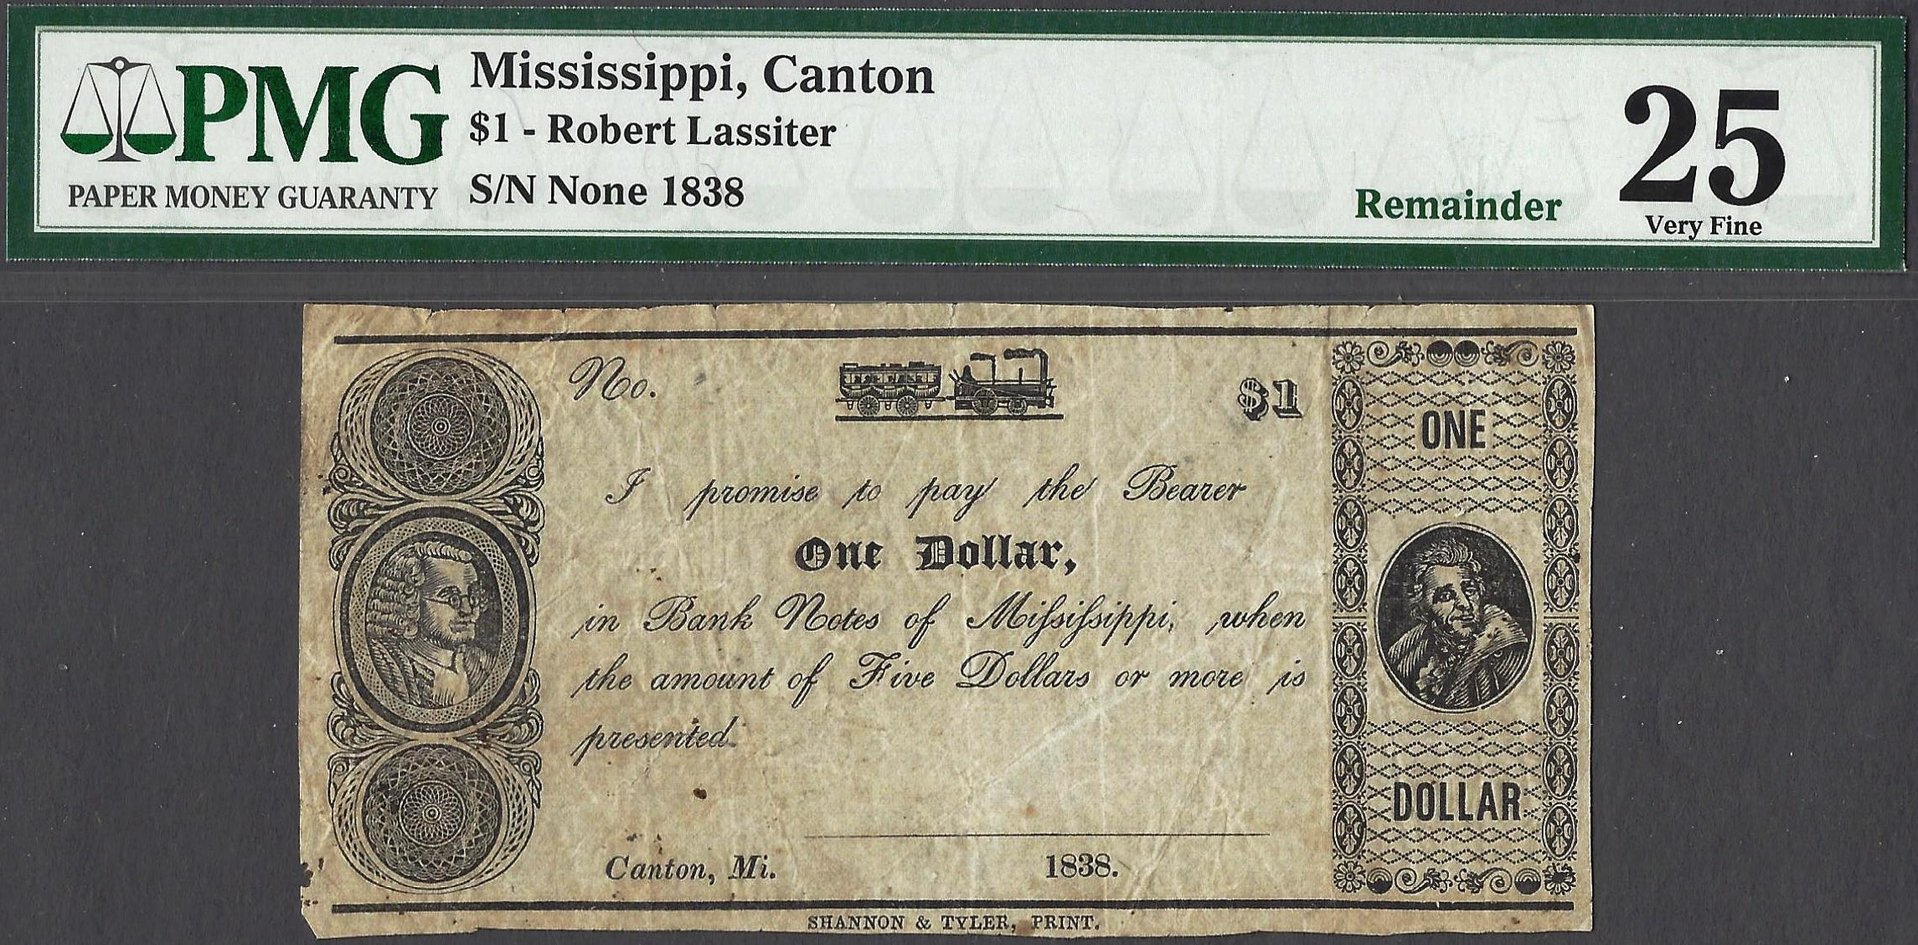 PMG
PAPER MONEY GUARANTY
Mississippi, Canton
$1 - Robert Lassiter
S/N None 1838
Remainder
25
Very Fine
No.
$1
I promise to pay the Bearer
One Dollar,
in Bank Notes of Miſsiſsippi, when
the amount of Five Dollars or more is
presented.
Canton, Mi. 1838.
SHANNON & TYLER, PRINT.
ONE
DOLLAR